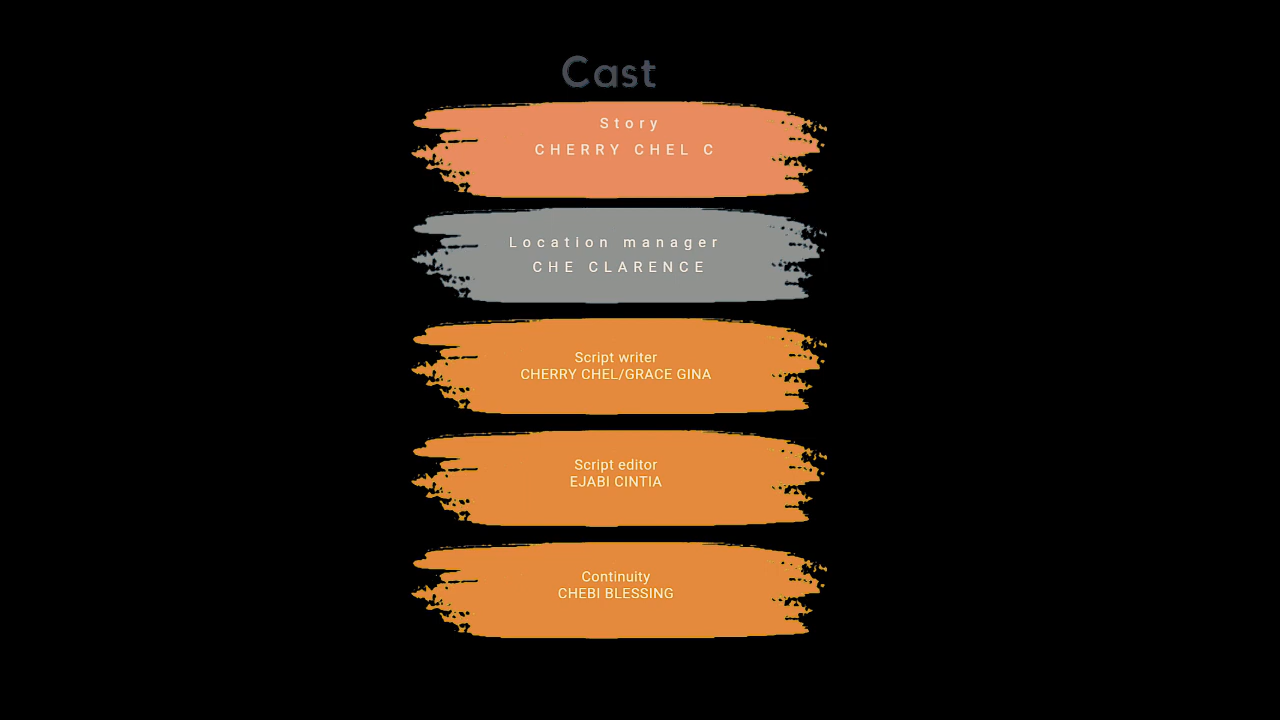 Cast
Story
CHERRY CHEL C
Location manager
CHE CLARENCE
Script writer
CHERRY CHEL/GRACE GINA
Script editor
EJABI CINTIA
Continuity
CHEBI BLESSING